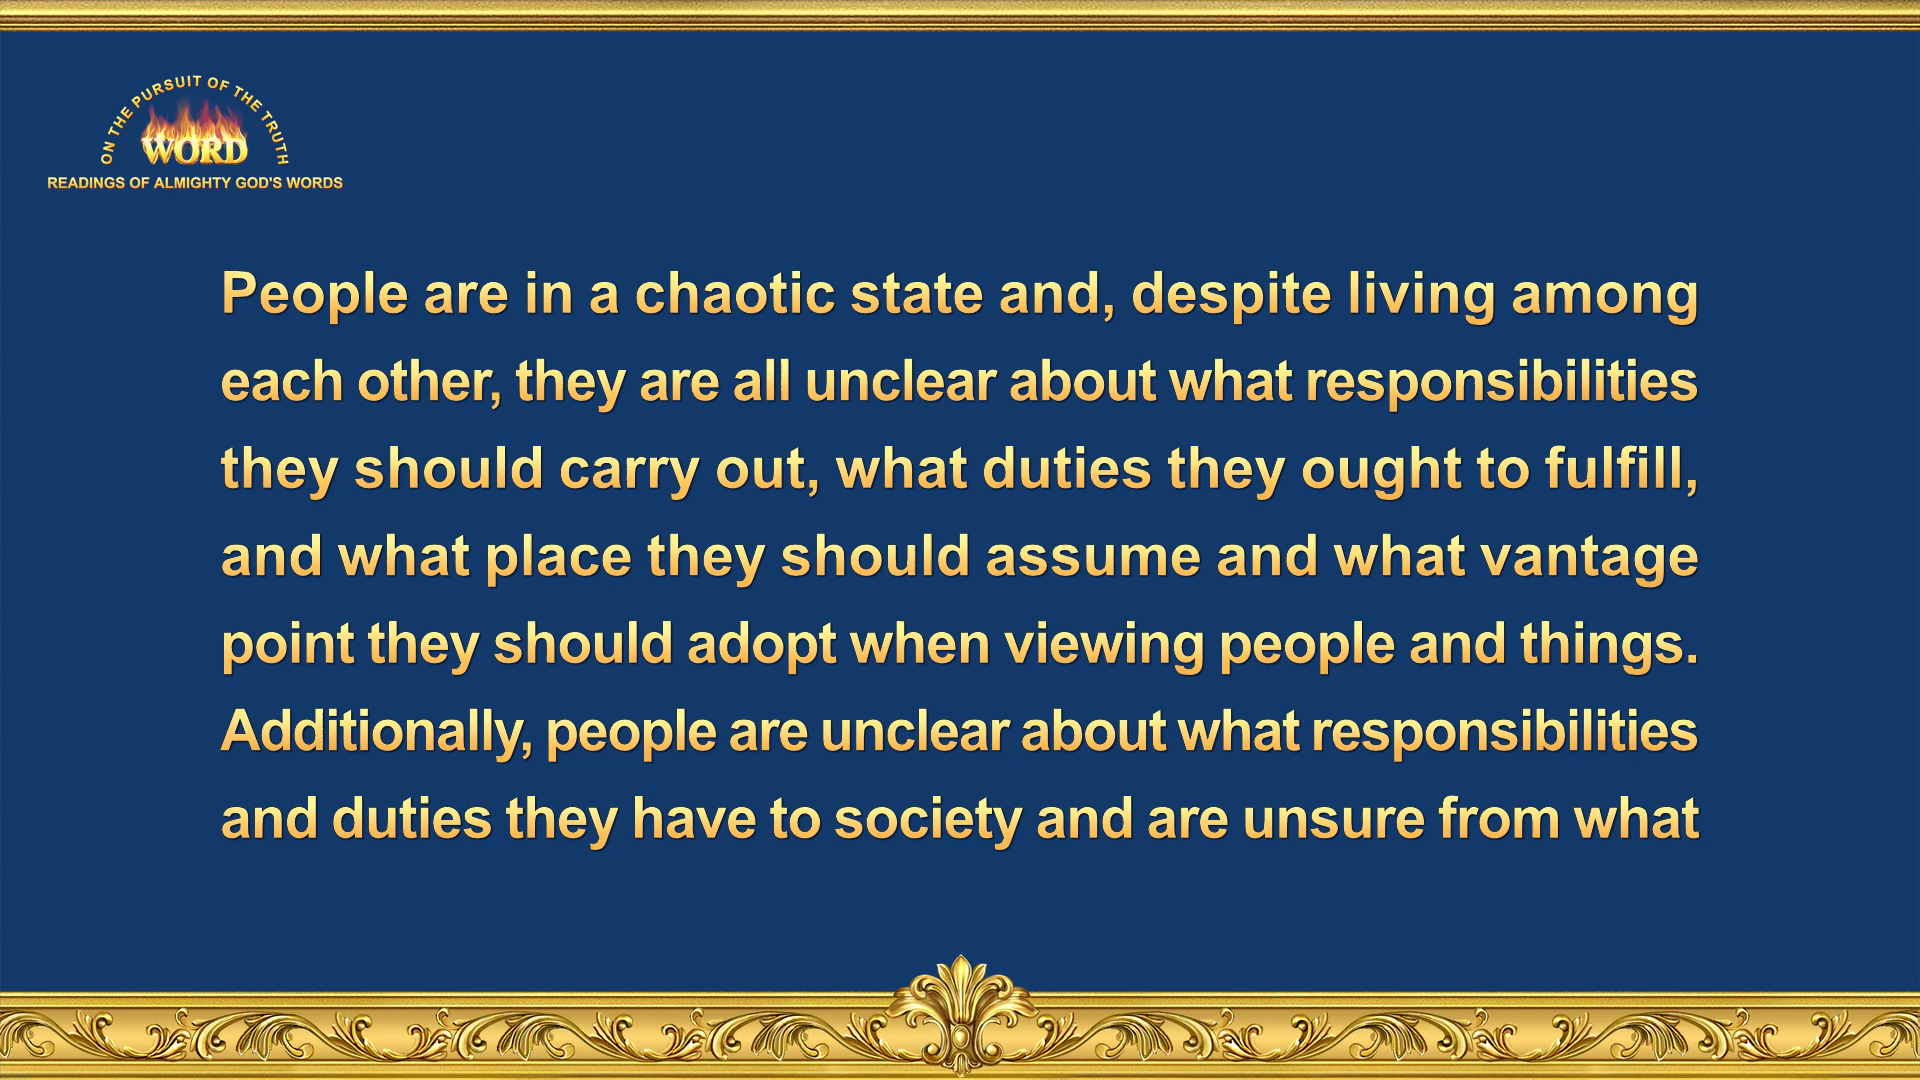 ON THE PURSUIT OF THE TRUTH
WORD
READINGS OF ALMIGHTY GOD'S WORDS
People are in a chaotic state and, despite living among
each other, they are all unclear about what responsibilities
they should carry out, what duties they ought to fulfill,
and what place they should assume and what vantage
point they should adopt when viewing people and things.
Additionally, people are unclear about what responsibilities
and duties they have to society and are unsure from what